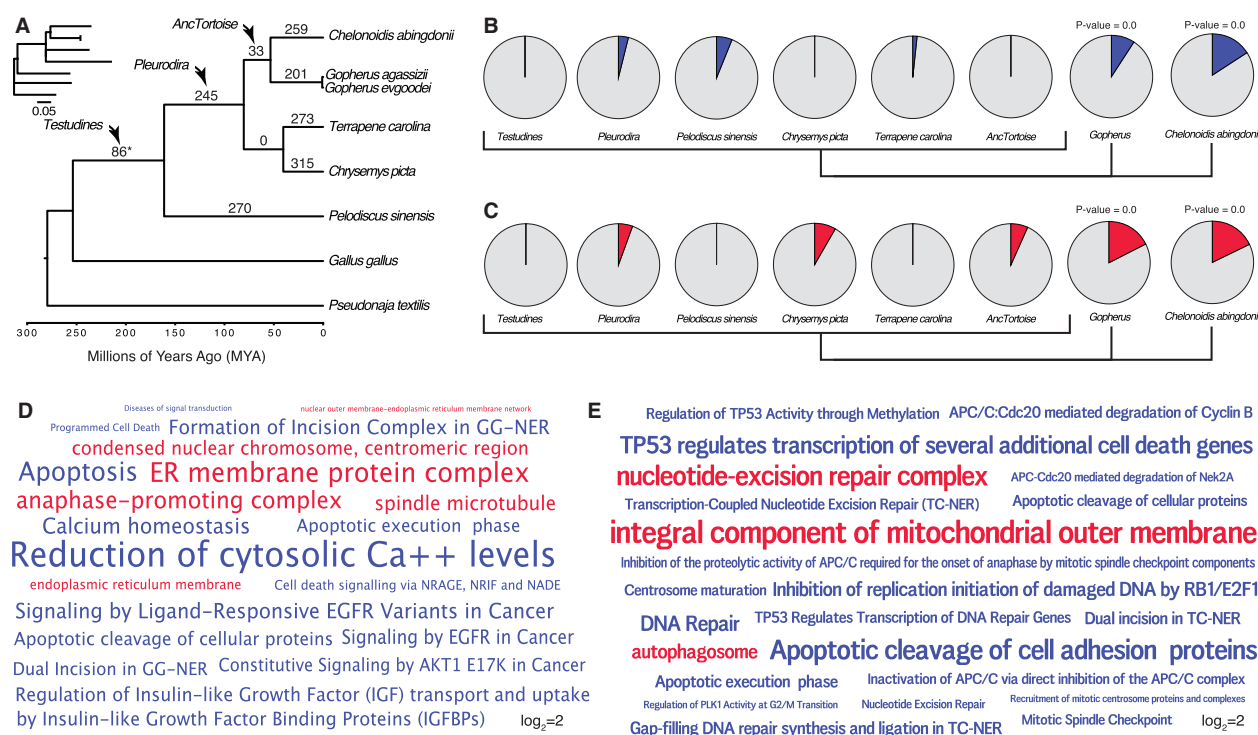 A
AncTortoise
259
Chelonoidis abingdonii
33
Pleurodira
201
Gopherus agassizii
Gopherus evgoodei
0.05
245
Testudines
273
Terrapene carolina
86*
0
315
Chrysemys picta
270
Pelodiscus sinensis
Gallus gallus
Pseudonaja textilis
300 250 200 150 100 50 0
Millions of Years Ago (MYA)
B
P-value = 0.0 P-value = 0.0
Testudines Pleurodira Pelodiscus sinensis Chrysemys picta Terrapene carolina AncTortoise Gopherus Chelonoidis abingdoni
C
P-value = 0.0 P-value = 0.0
Testudines Pleurodira Pelodiscus sinensis Chrysemys picta Terrapene carolina AncTortoise Gopherus Chelonoidis abingdoni
D
Diseases of signal transduction nuclear outer membrane-endoplasmic reticulum membrane network
Programmed Cell Death Formation of Incision Complex in GG-NER
condensed nuclear chromosome, centromeric region
Apoptosis ER membrane protein complex
anaphase-promoting complex spindle microtubule
Calcium homeostasis Apoptotic execution phase
Reduction of cytosolic Ca++ levels
endoplasmic reticulum membrane Cell death signalling via NRAGE, NRIF and NADE
Signaling by Ligand-Responsive EGFR Variants in Cancer
Apoptotic cleavage of cellular proteins Signaling by EGFR in Cancer
Dual Incision in GG-NER Constitutive Signaling by AKT1 E17K in Cancer
Regulation of Insulin-like Growth Factor (IGF) transport and uptake
by Insulin-like Growth Factor Binding Proteins (IGFBPs) log2=2
E
Regulation of TP53 Activity through Methylation APC/C:Cdc20 mediated degradation of Cyclin B
TP53 regulates transcription of several additional cell death genes
nucleotide-excision repair complex APC-Cdc20 mediated degradation of Nek2A
Transcription-Coupled Nucleotide Excision Repair (TC-NER) Apoptotic cleavage of cellular proteins
integral component of mitochondrial outer membrane
Inhibition of the proteolytic activity of APC/C required for the onset of anaphase by mitotic spindle checkpoint components
Centrosome maturation Inhibition of replication initiation of damaged DNA by RB1/E2F1
DNA Repair TP53 Regulates Transcription of DNA Repair Genes Dual incision in TC-NER
autophagosome Apoptotic cleavage of cell adhesion proteins
Apoptotic execution phase Inactivation of APC/C via direct inhibition of the APC/C complex
Regulation of PLK1 Activity at G2/M Transition Nucleotide Excision Repair Recruitment of mitotic centrosome proteins and complexes
Gap-filling DNA repair synthesis and ligation in TC-NER Mitotic Spindle Checkpoint log2=2